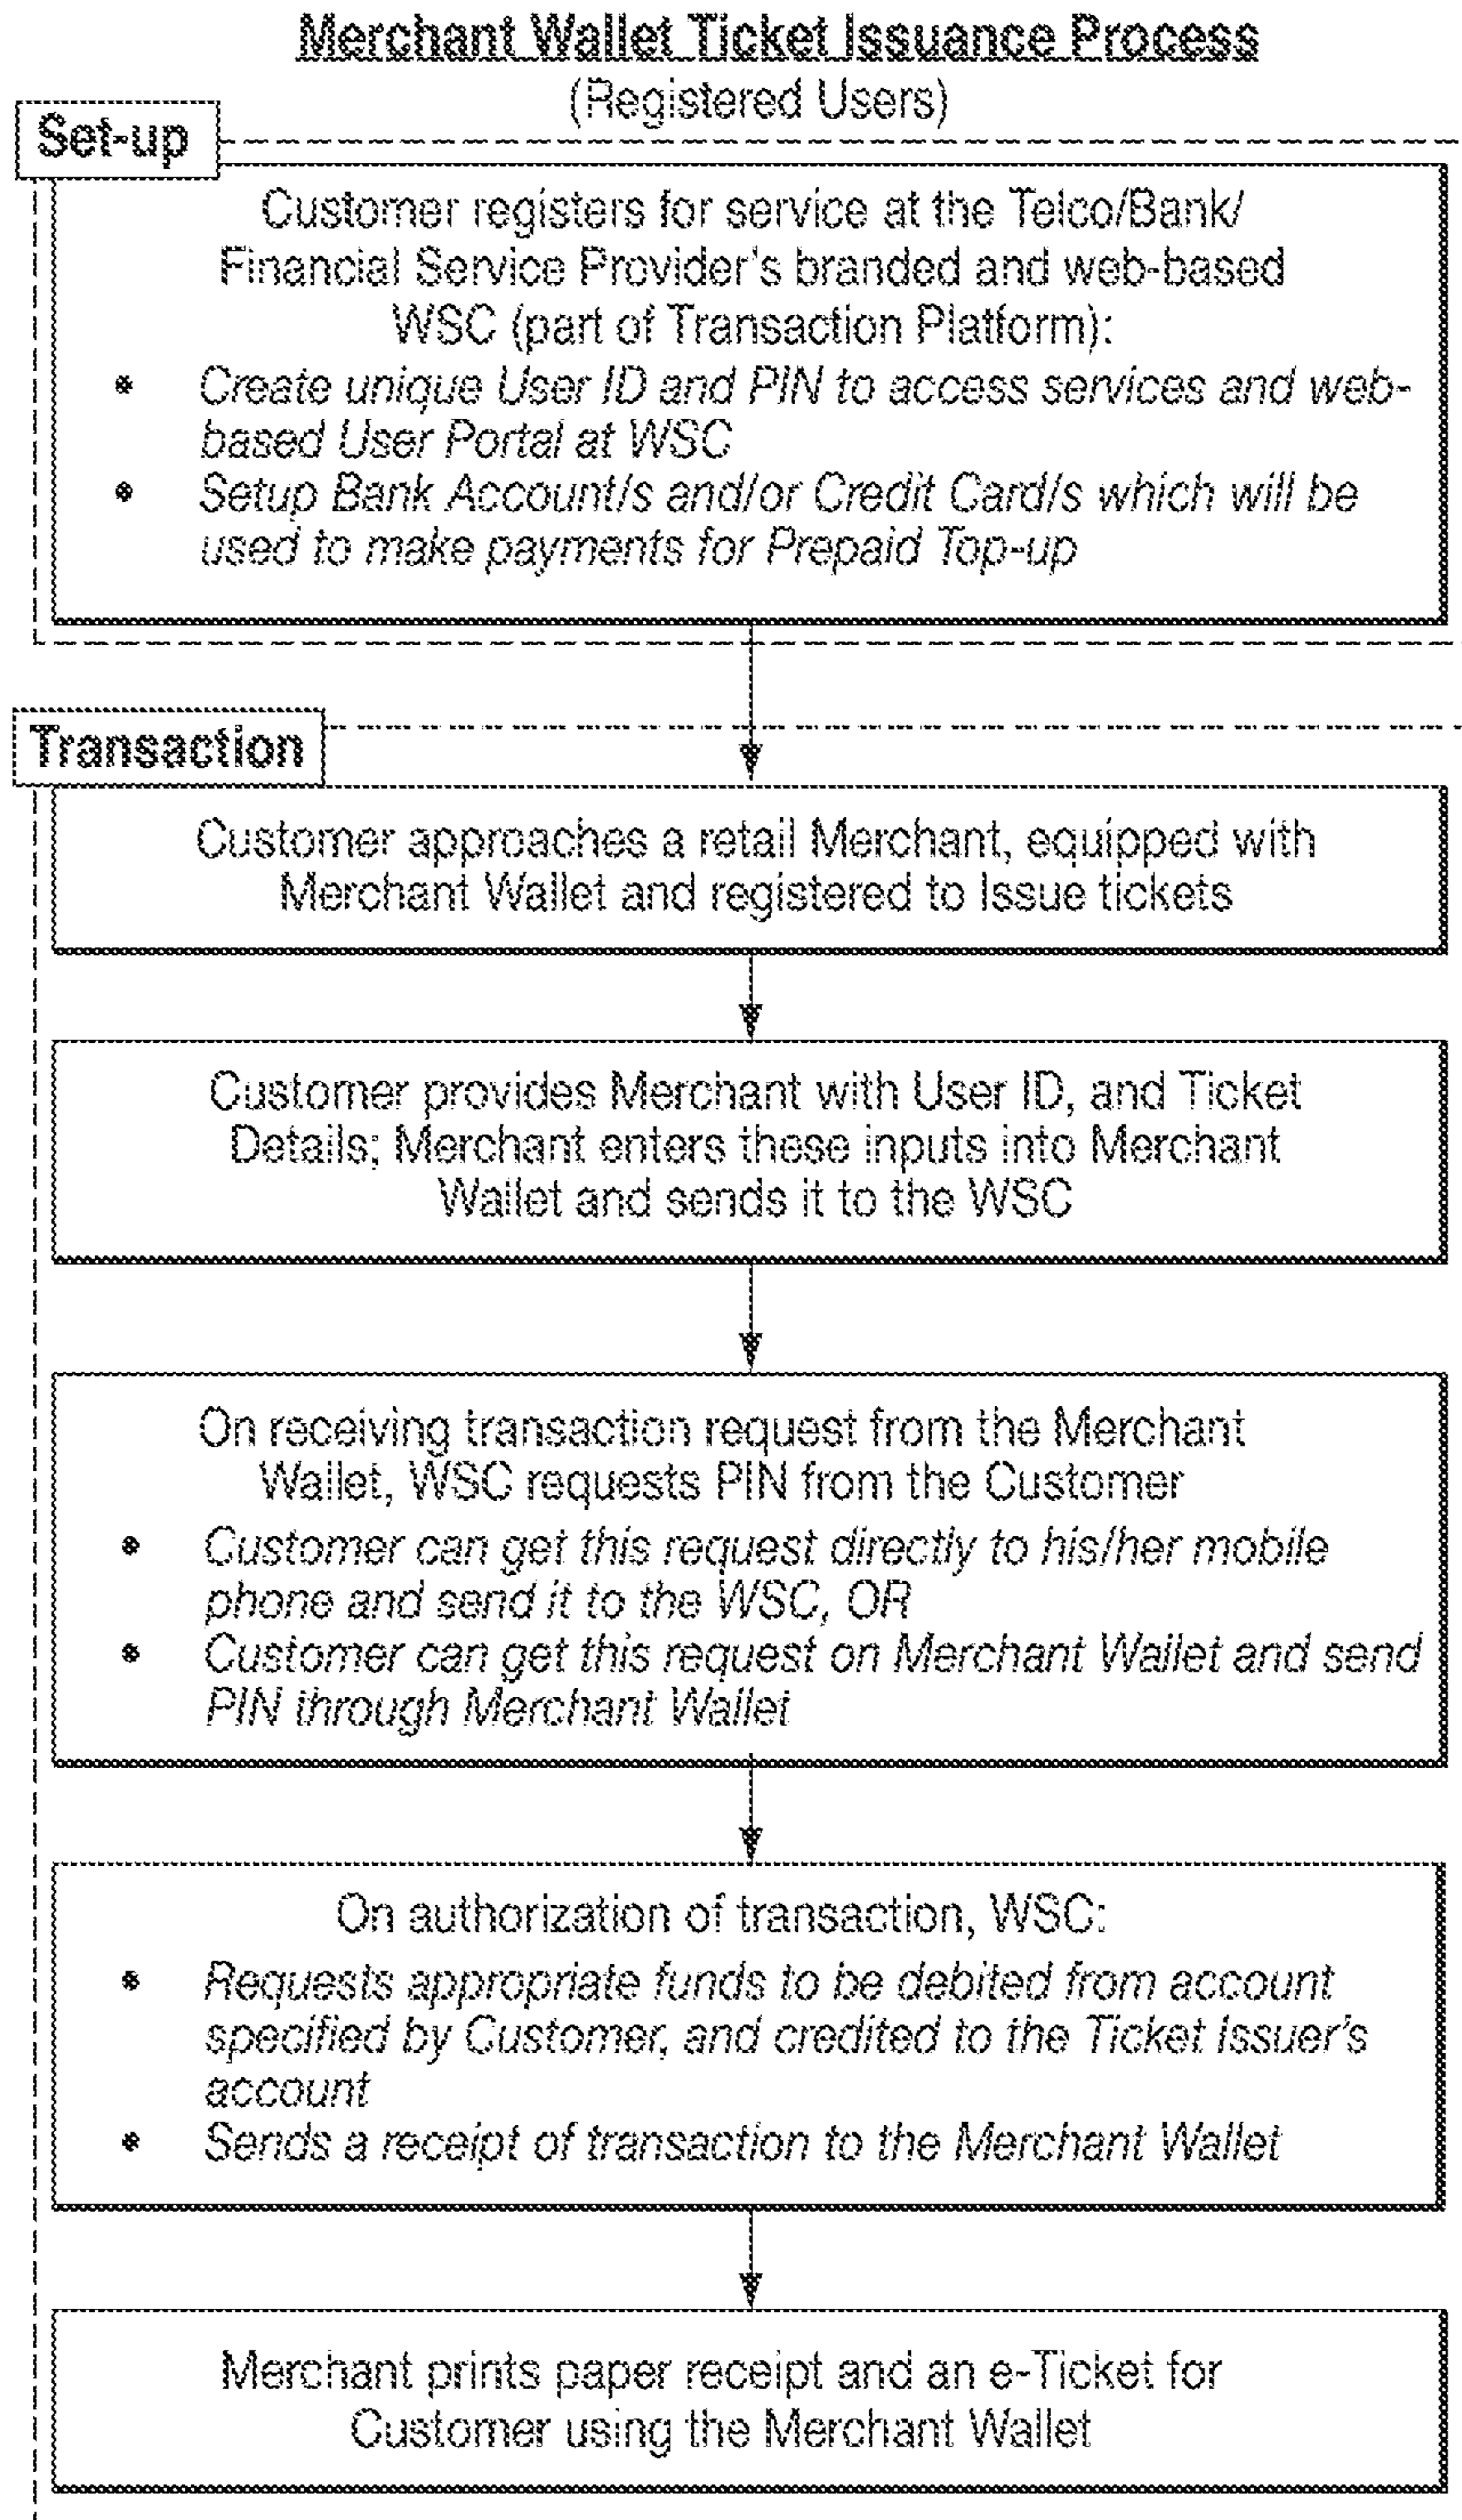 Merchant Wallet Ticket Issuance Process
(Registered Users)
Set-up
Customer registers for service at the Telco/Bank/
Financial Service Provider's branded and web-based
WSC (part of Transaction Platform):
• Create unique User ID and PIN to access services and web-
based User Portal at WSC
• Setup Bank Account/s and/or Credit Card/s which will be
used to make payments for Prepaid Top-up
Transaction
Customer approaches a retail Merchant, equipped with
Merchant Wallet and registered to Issue tickets
Customer provides Merchant with User ID, and Ticket
Details; Merchant enters these inputs into Merchant
Wallet and sends it to the WSC
On receiving transaction request from the Merchant
Wallet, WSC requests PIN from the Customer
• Customer can get this request directly to his/her mobile
phone and send it to the WSC, OR
• Customer can get this request on Merchant Wallet and send
PIN through Merchant Wallet
On authorization of transaction, WSC:
• Requests appropriate funds to be debited from account
specified by Customer, and credited to the Ticket Issuer's
account
• Sends a receipt of transaction to the Merchant Wallet
Merchant prints paper receipt and an e-Ticket for
Customer using the Merchant Wallet